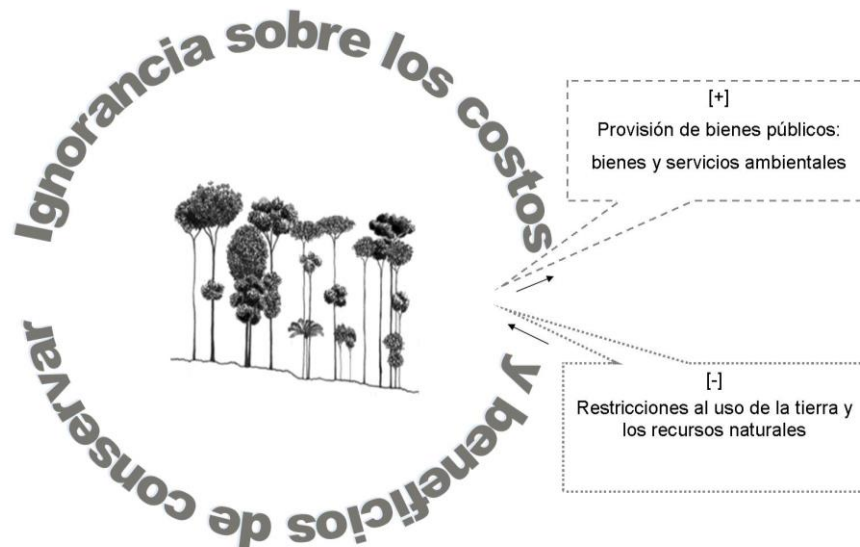 Ignorancia sobre los costos
y beneficios de conservar
[+]
Provisión de bienes públicos:
bienes y servicios ambientales
[-]
Restricciones al uso de la tierra y
los recursos naturales